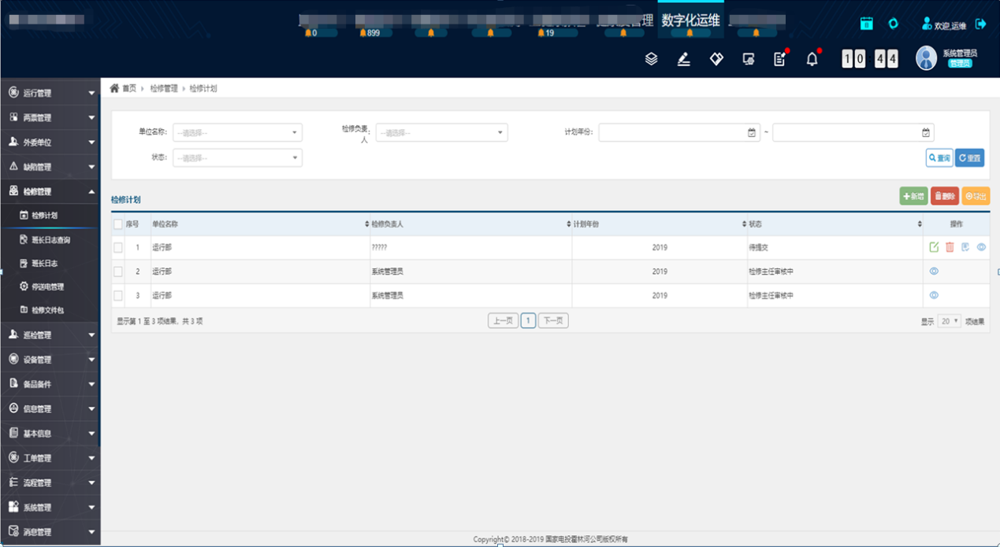 管理 数字化运维
0 899 19
欢迎,运维
10 44 系统管理员
管理员
首页 检修管理 检修计划
运行管理
两票管理
外委单位
缺陷管理
检修管理
检修计划
班长日志查询
班长日志
停送电管理
检修文件包
巡检管理
设备管理
备品备件
信息管理
基本信息
工单管理
流程管理
系统管理
消息管理
单位名称: --请选择-- 检修负责人: --请选择-- 计划年份: ~
状态: --请选择-- 查询 重置
检修计划 新增 删除 导出
序号 单位名称 检修负责人 计划年份 状态 操作
1 运行部 ????? 2019 待提交
2 运行部 系统管理员 2019 检修主任审核中
3 运行部 系统管理员 2019 检修主任审核中
显示第 1 至 3 项结果, 共 3 项 上一页 1 下一页 显示 20 项结果
Copyright© 2018-2019 国家电投霍林河公司版权所有